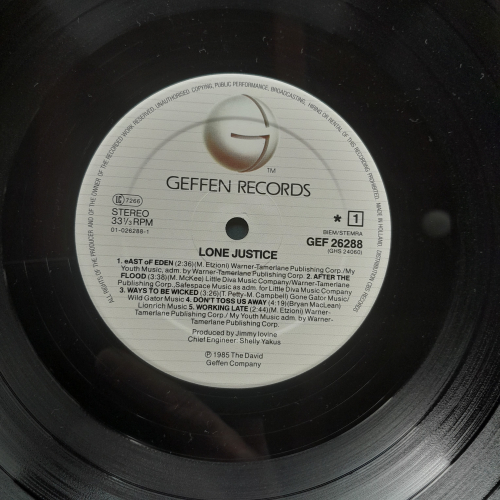 ALL RIGHTS OF THE PRODUCER AND OF THE OWNER OF THE RECORDED WORK RESERVED. UNAUTHORISED COPYING, PUBLIC PERFORMANCE, BROADCASTING, HIRING OR RENTAL OF THIS RECORDING PROHIBITED. MADE IN HOLLAND. DISTRIBUTION CBS RECORDS
G
TM
GEFFEN RECORDS
LC 7266
STEREO
33⅓ RPM
01-026288-1
* 1
BIEM/STEMRA
GEF 26288
(GHS 24060)
LONE JUSTICE
1. eAST oF EDEN (2:36)(M. Etzioni) Warner-Tamerlane Publishing Corp./My
Youth Music, adm. by Warner-Tamerlane Publishing Corp. 2. AFTER THE
FLOOD (3:38)(M. McKee) Little Diva Music Company/Warner-Tamerlane
Publishing Corp., Safespace Music as adm. for Little Diva Music Company
3. WAYS TO BE WICKED (3:26)(T. Petty-M. Campbell) Gone Gator Music/
Wild Gator Music 4. DON'T TOSS US AWAY (4:19)(Bryan MacLean)
Lionrich Music 5. WORKING LATE (2:44)(M. Etzioni) Warner-
Tamerlane Publishing Corp. / My Youth Music adm. by Warner-
Tamerlane Publishing Corp.
Produced by Jimmy Iovine
Chief Engineer: Shelly Yakus
℗ 1985 The David
Geffen Company